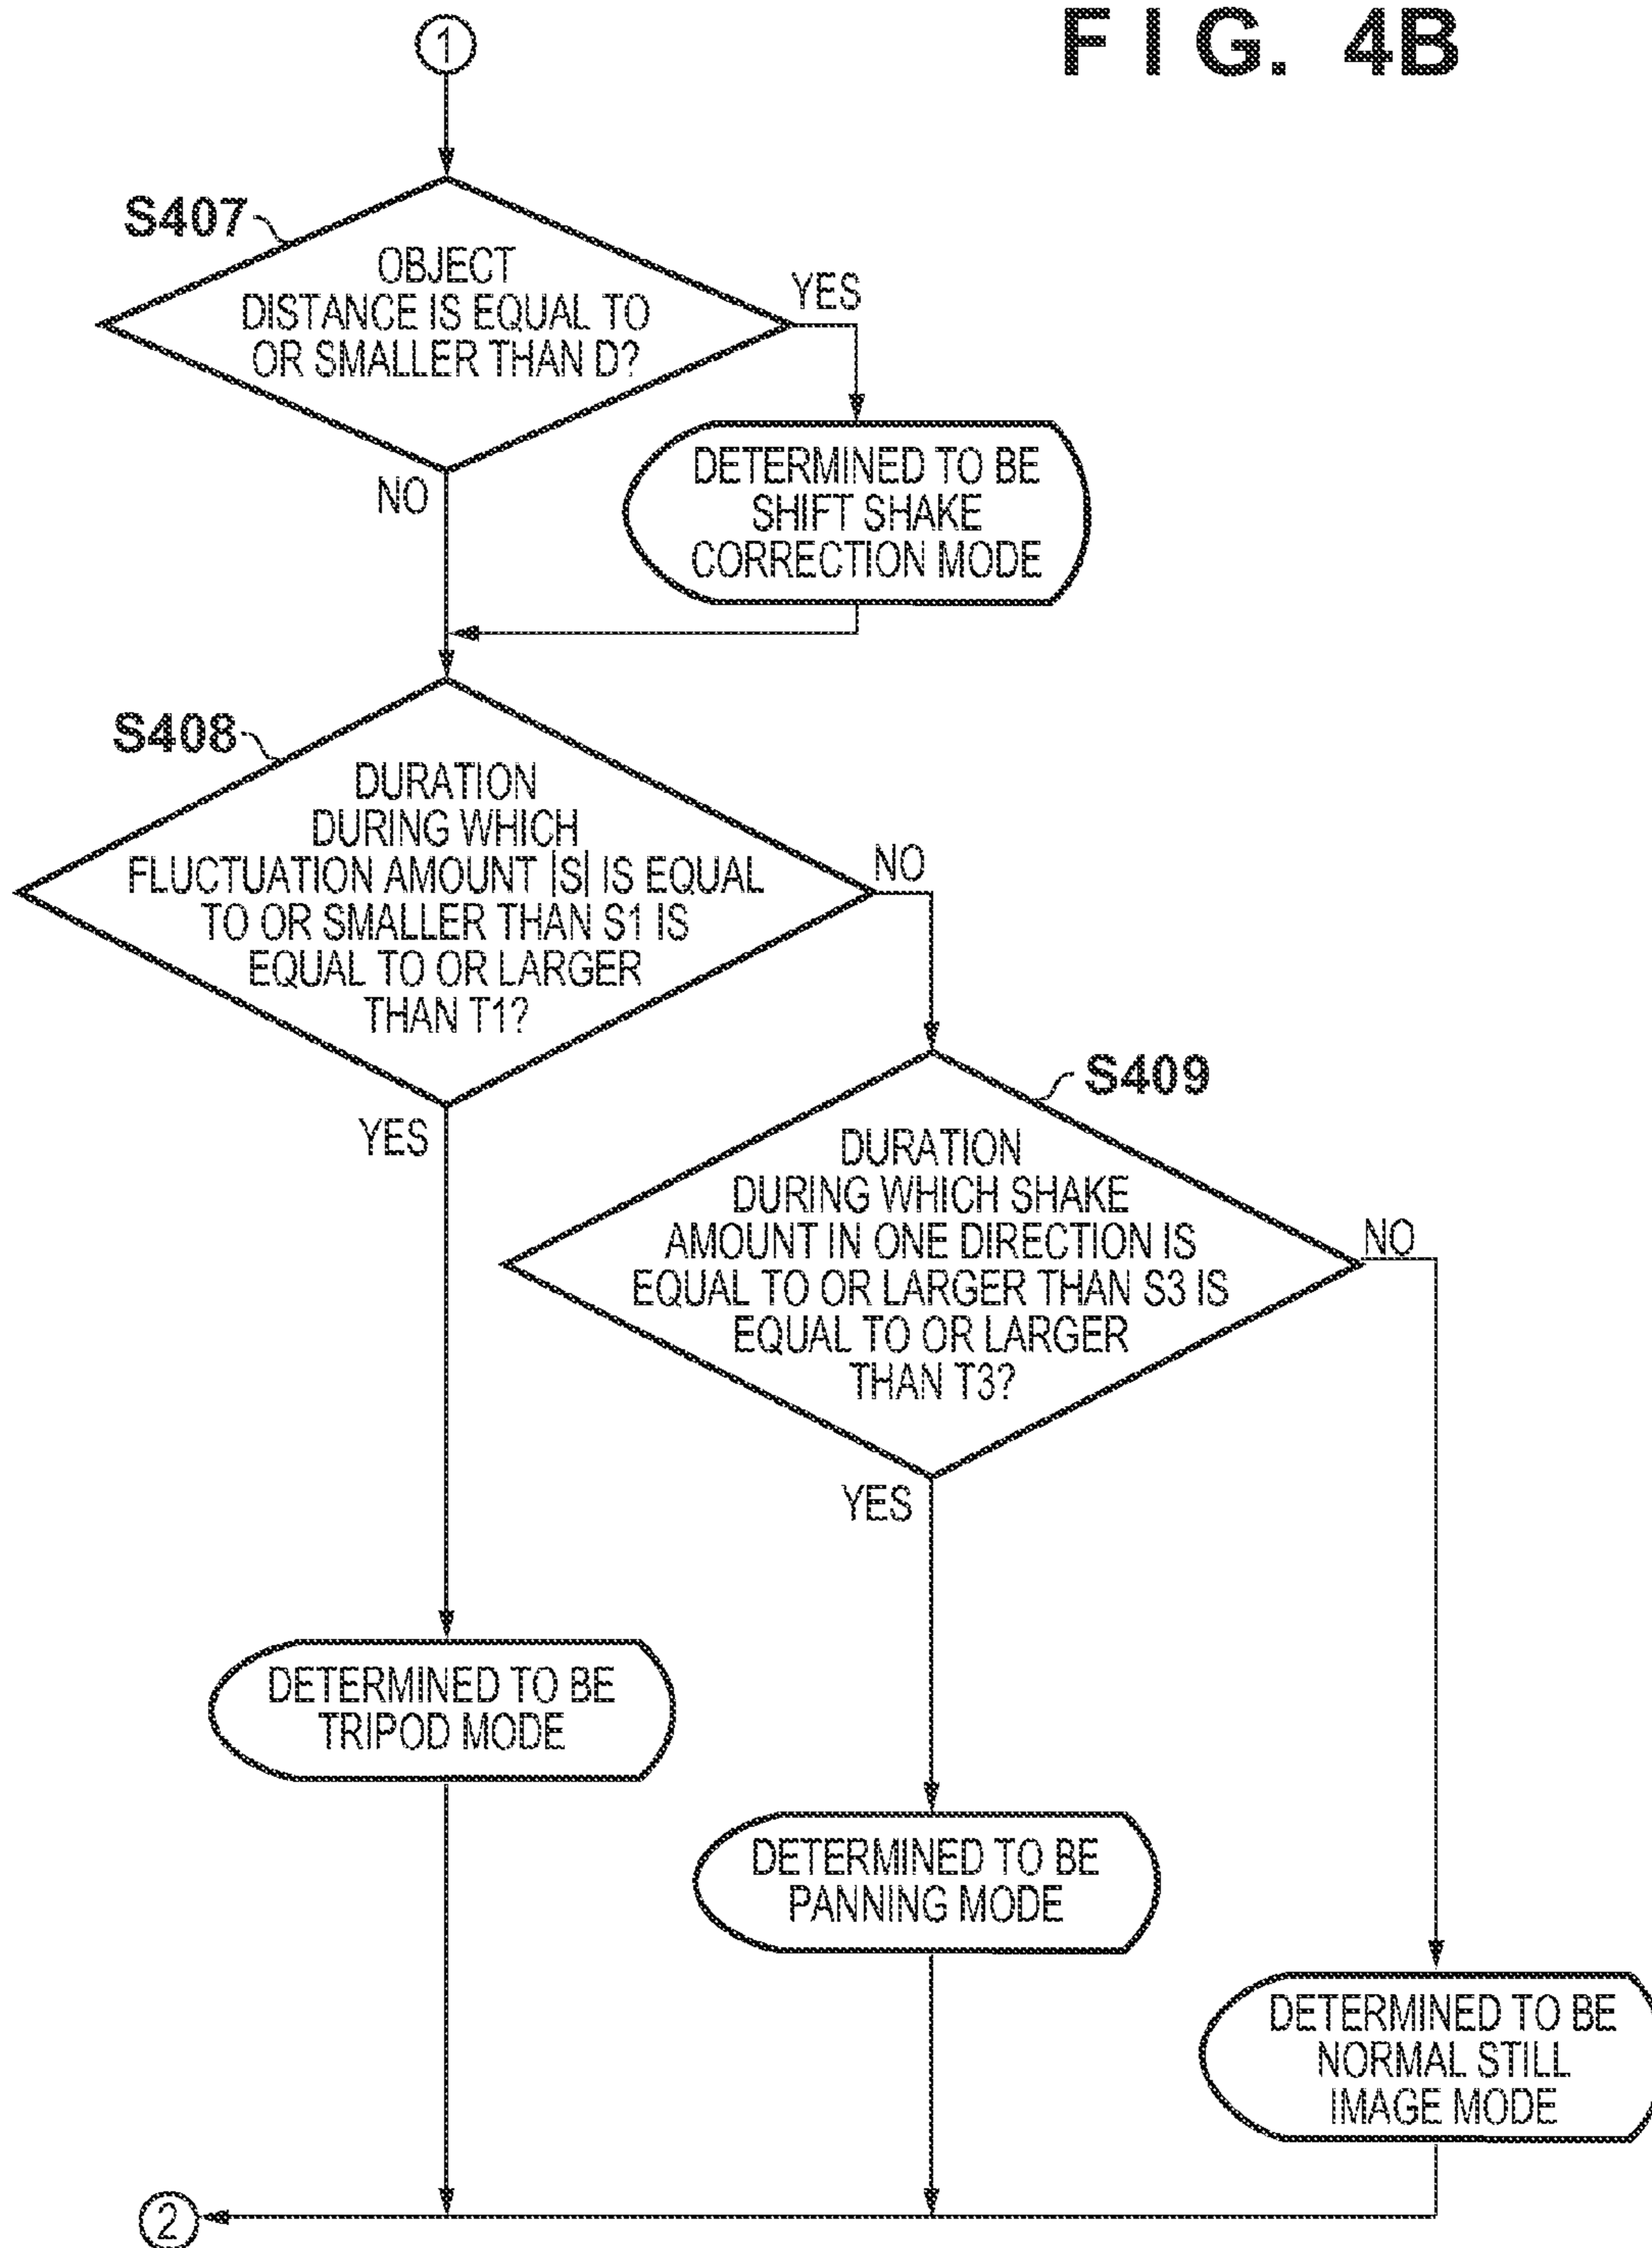 FIG. 4B
1
S407
OBJECT
DISTANCE IS EQUAL TO
OR SMALLER THAN D?
YES
NO
DETERMINED TO BE
SHIFT SHAKE
CORRECTION MODE
S408
DURATION
DURING WHICH
FLUCTUATION AMOUNT |S| IS EQUAL
TO OR SMALLER THAN S1 IS
EQUAL TO OR LARGER
THAN T1?
NO
YES
S409
DURATION
DURING WHICH SHAKE
AMOUNT IN ONE DIRECTION IS
EQUAL TO OR LARGER THAN S3 IS
EQUAL TO OR LARGER
THAN T3?
NO
YES
DETERMINED TO BE
TRIPOD MODE
DETERMINED TO BE
PANNING MODE
DETERMINED TO BE
NORMAL STILL
IMAGE MODE
2